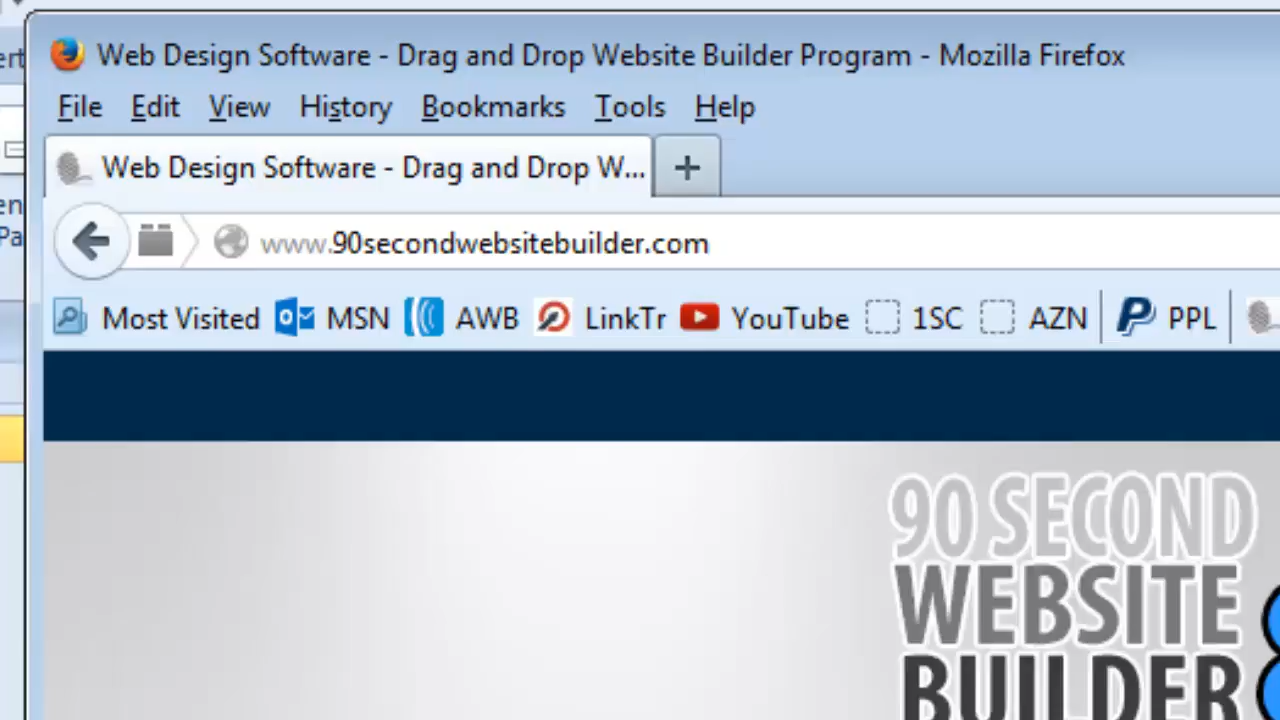 Web Design Software - Drag and Drop Website Builder Program - Mozilla Firefox
File Edit View History Bookmarks Tools Help
Web Design Software - Drag and Drop W... +
www.90secondwebsitebuilder.com
Most Visited MSN AWB LinkTr YouTube 1SC AZN PPL
90 SECOND
WEBSITE
BUILDER